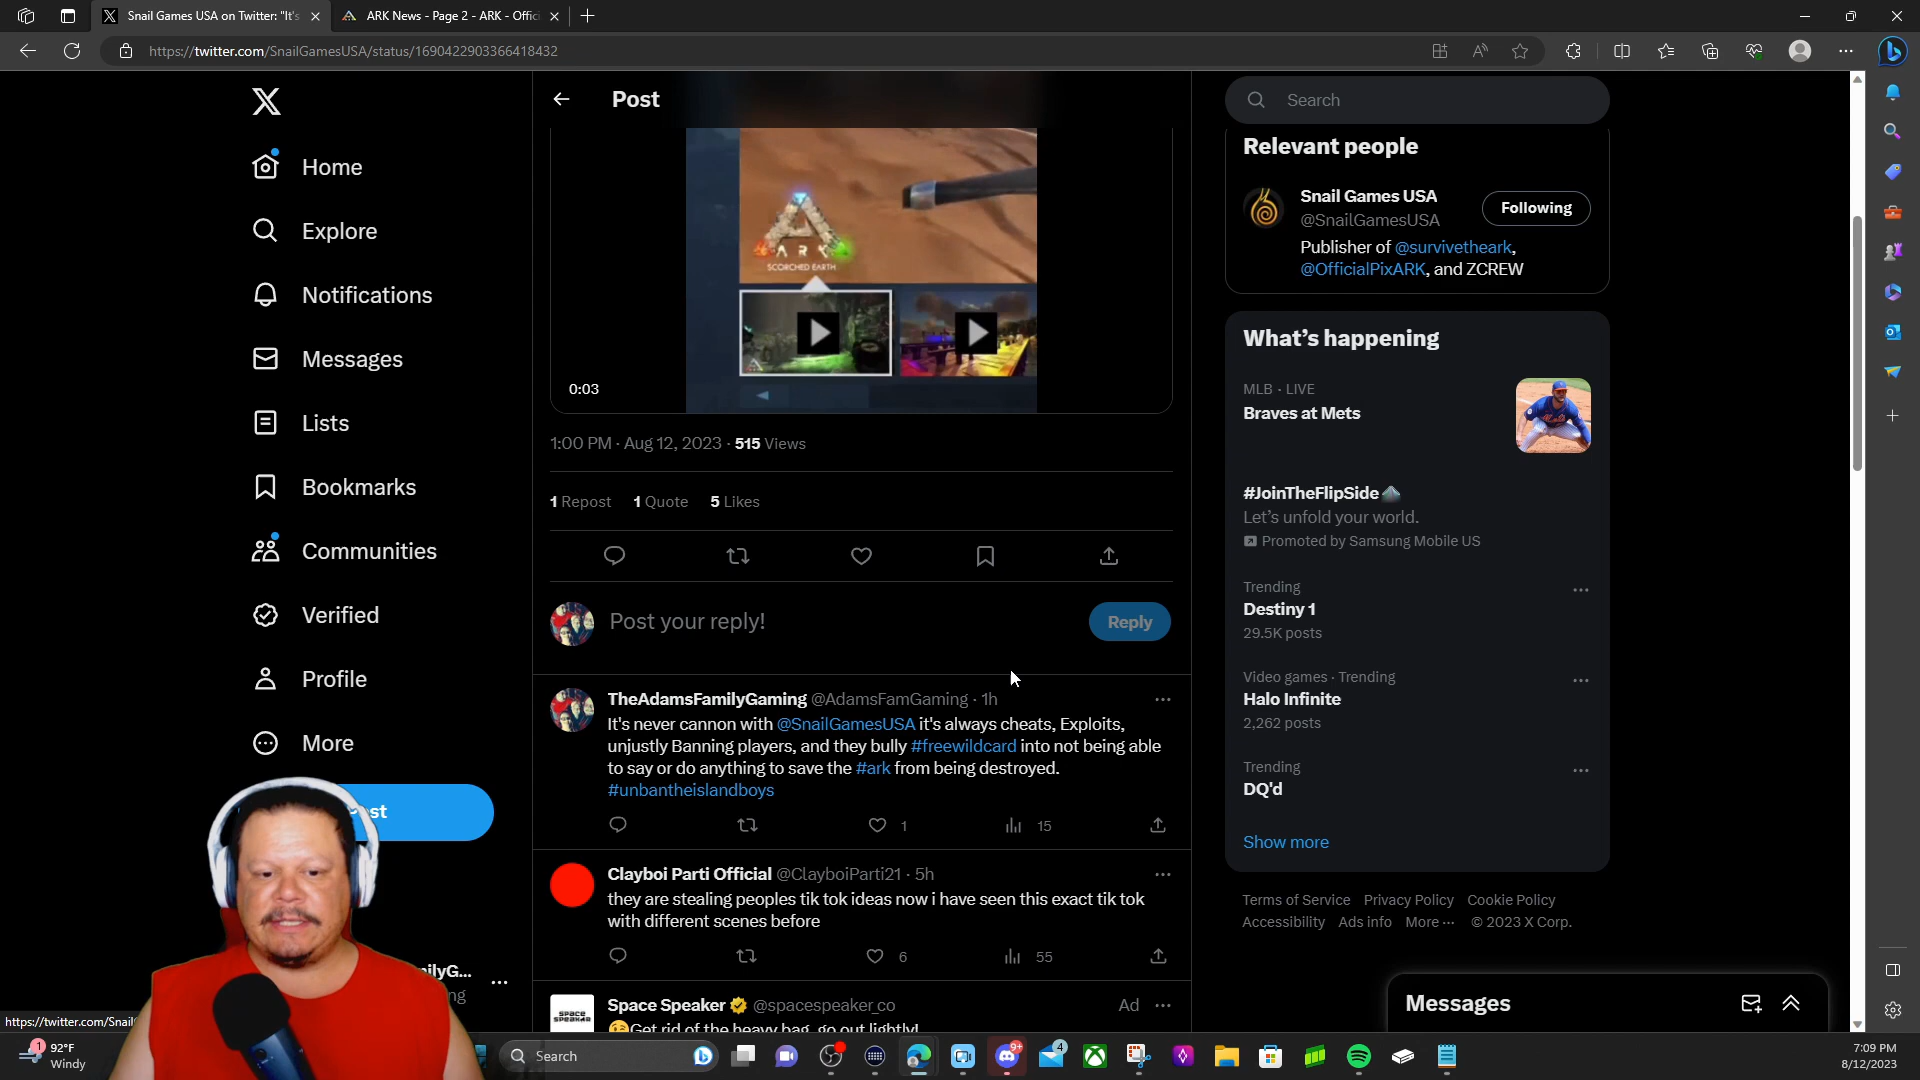 Snail Games USA on Twitter: "It's
ARK News - Page 2 - ARK - Offic
https://twitter.com/SnailGamesUSA/status/1690422903366418432
Home
Explore
Notifications
Messages
Lists
Bookmarks
Communities
Verified
Profile
More
Post
ARK
SCORCHED EARTH
0:03
1:00 PM · Aug 12, 2023 · 515 Views
1 Repost 1 Quote 5 Likes
Post your reply!
Reply
TheAdamsFamilyGaming @AdamsFamGaming · 1h
It's never cannon with @SnailGamesUSA it's always cheats, Exploits,
unjustly Banning players, and they bully #freewildcard into not being able
to say or do anything to save the #ark from being destroyed.
#unbantheislandboys
1 15
Clayboi Parti Official @ClayboiParti21 · 5h
they are stealing peoples tik tok ideas now i have seen this exact tik tok
with different scenes before
6 55
SPACE SPEAKER
Space Speaker @spacespeaker_co Ad
Get rid of the heavy bag, go out lightly!
Search
Relevant people
Snail Games USA
@SnailGamesUSA
Following
Publisher of @survivetheark,
@OfficialPixARK, and ZCREW
What's happening
MLB · LIVE
Braves at Mets
#JoinTheFlipSide
Let's unfold your world.
Promoted by Samsung Mobile US
Trending
Destiny 1
29.5K posts
Video games · Trending
Halo Infinite
2,262 posts
Trending
DQ'd
Show more
Terms of Service Privacy Policy Cookie Policy
Accessibility Ads info More ··· © 2023 X Corp.
Messages
st
ilyG...
ng
https://twitter.com/Snail
1
92°F
Windy
Search
9+
4
7:09 PM
8/12/2023